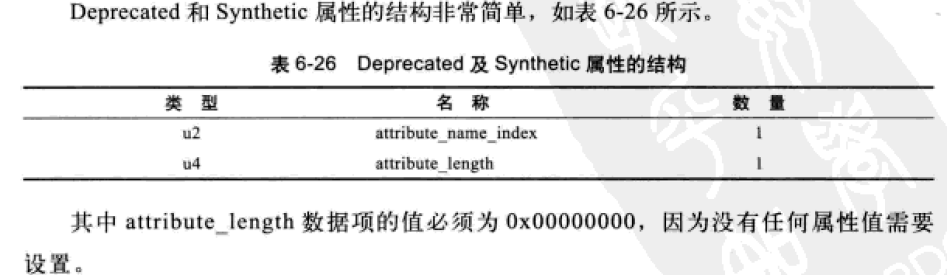 Deprecated 和 Synthetic 属性的结构非常简单，如表 6-26 所示。
表 6-26 Deprecated 及 Synthetic 属性的结构
类 型 名 称 数 量
u2 attribute_name_index 1
u4 attribute_length 1
其中 attribute_length 数据项的值必须为 0x00000000，因为没有任何属性值需要
设置。